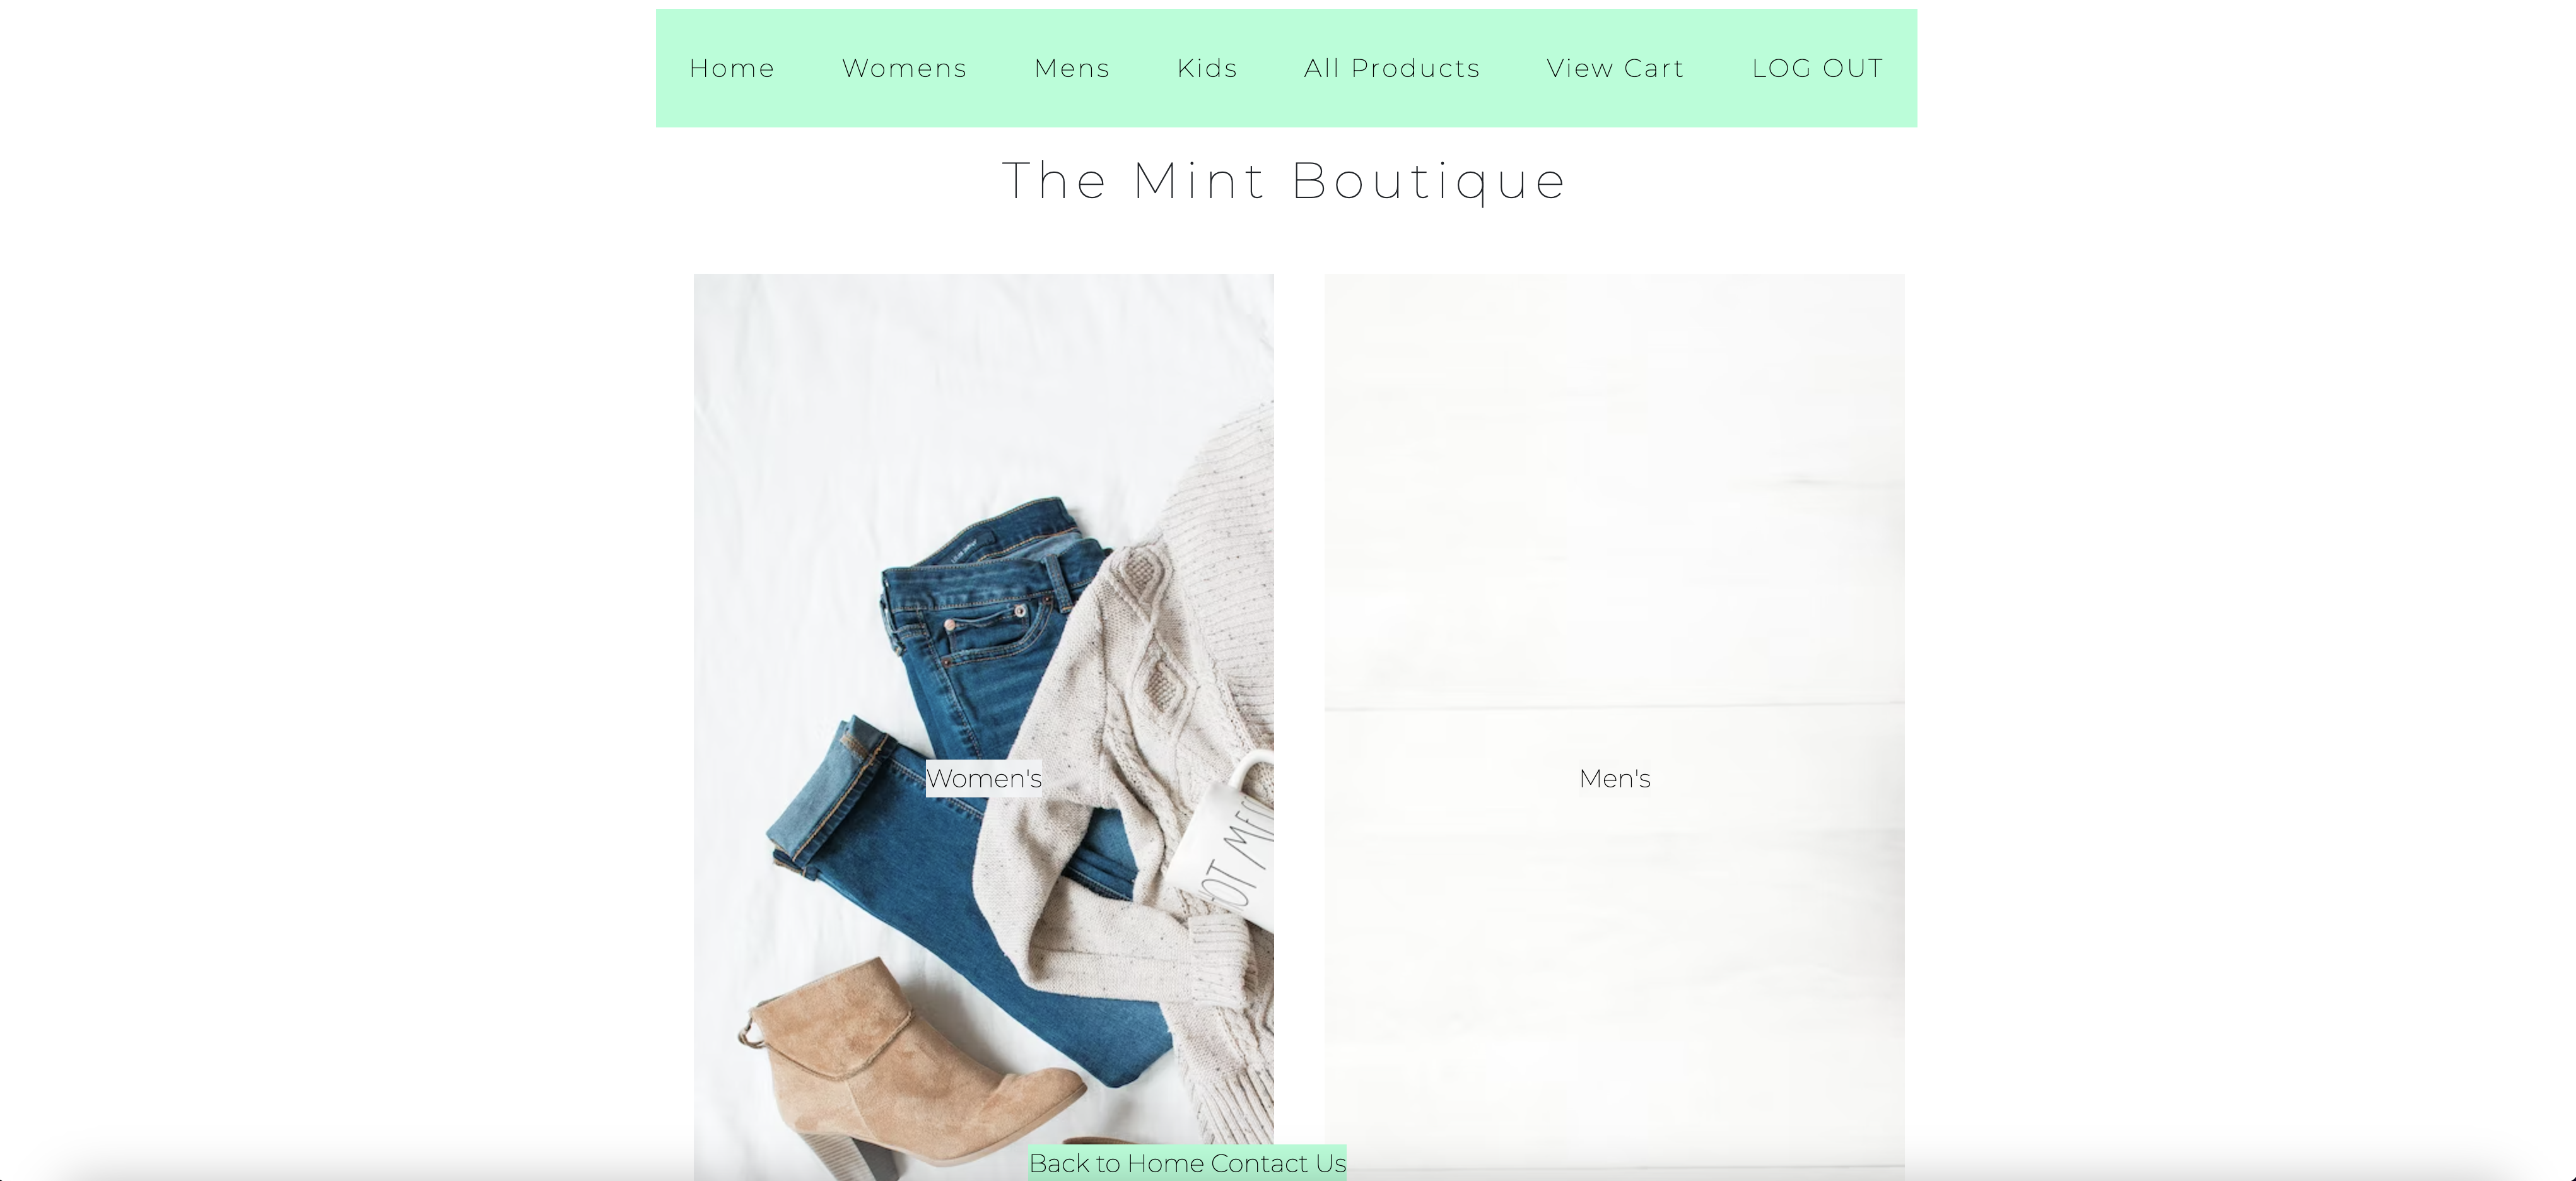 Home Womens Mens Kids All Products View Cart LOG OUT
The Mint Boutique
Women's
Men's
Back to Home Contact Us